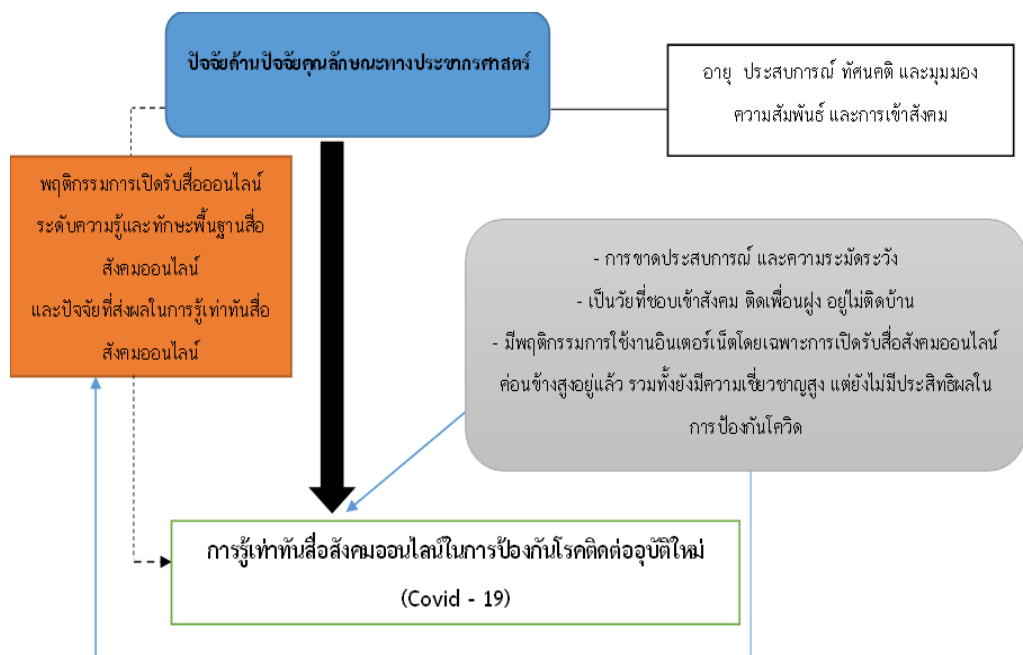 ปัจจัยด้านปัจจัยคุณลักษณะทางประชากรศาสตร์
อายุ ประสบการณ์ ทัศนคติ และมุมมอง
ความสัมพันธ์ และการเข้าสังคม
พฤติกรรมการเปิดรับสื่อออนไลน์
ระดับความรู้และทักษะพื้นฐานสื่อ
สังคมออนไลน์
และปัจจัยที่ส่งผลในการรู้เท่าทันสื่อ
สังคมออนไลน์
- การขาดประสบการณ์ และความระมัดระวัง
- เป็นวัยที่ชอบเข้าสังคม ติดเพื่อนฝูง อยู่ไม่ติดบ้าน
- มีพฤติกรรมการใช้งานอินเตอร์เน็ตโดยเฉพาะการเปิดรับสื่อสังคมออนไลน์
ค่อนข้างสูงอยู่แล้ว รวมทั้งยังมีความเชี่ยวชาญสูง แต่ยังไม่มีประสิทธิผลใน
การป้องกันโควิด
การรู้เท่าทันสื่อสังคมออนไลน์ในการป้องกันโรคติดต่ออุบัติใหม่
(Covid - 19)